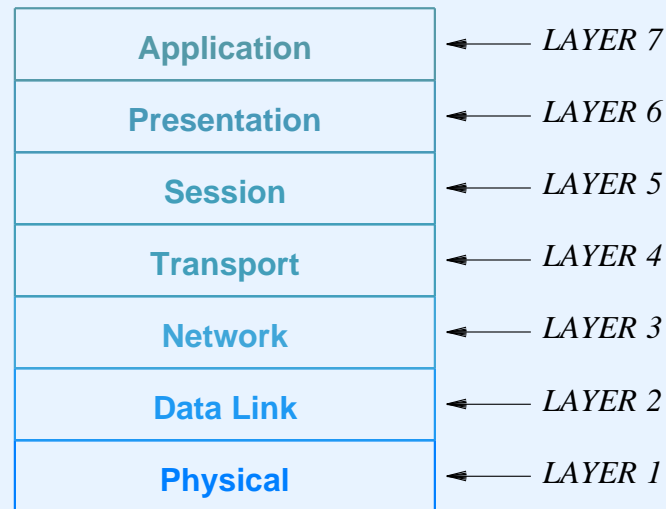 Application LAYER 7
Presentation LAYER 6
Session LAYER 5
Transport LAYER 4
Network LAYER 3
Data Link LAYER 2
Physical LAYER 1